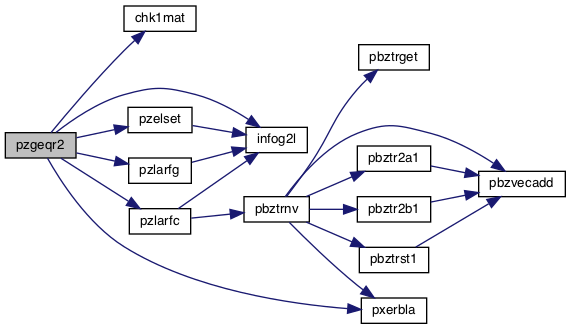 chk1mat
pbztrget
pzgeqr2
pzelset
infog2l
pzlarfg
pbztr2a1
pbzvecadd
pzlarfc
pbztrnv
pbztr2b1
pbztrst1
pxerbla